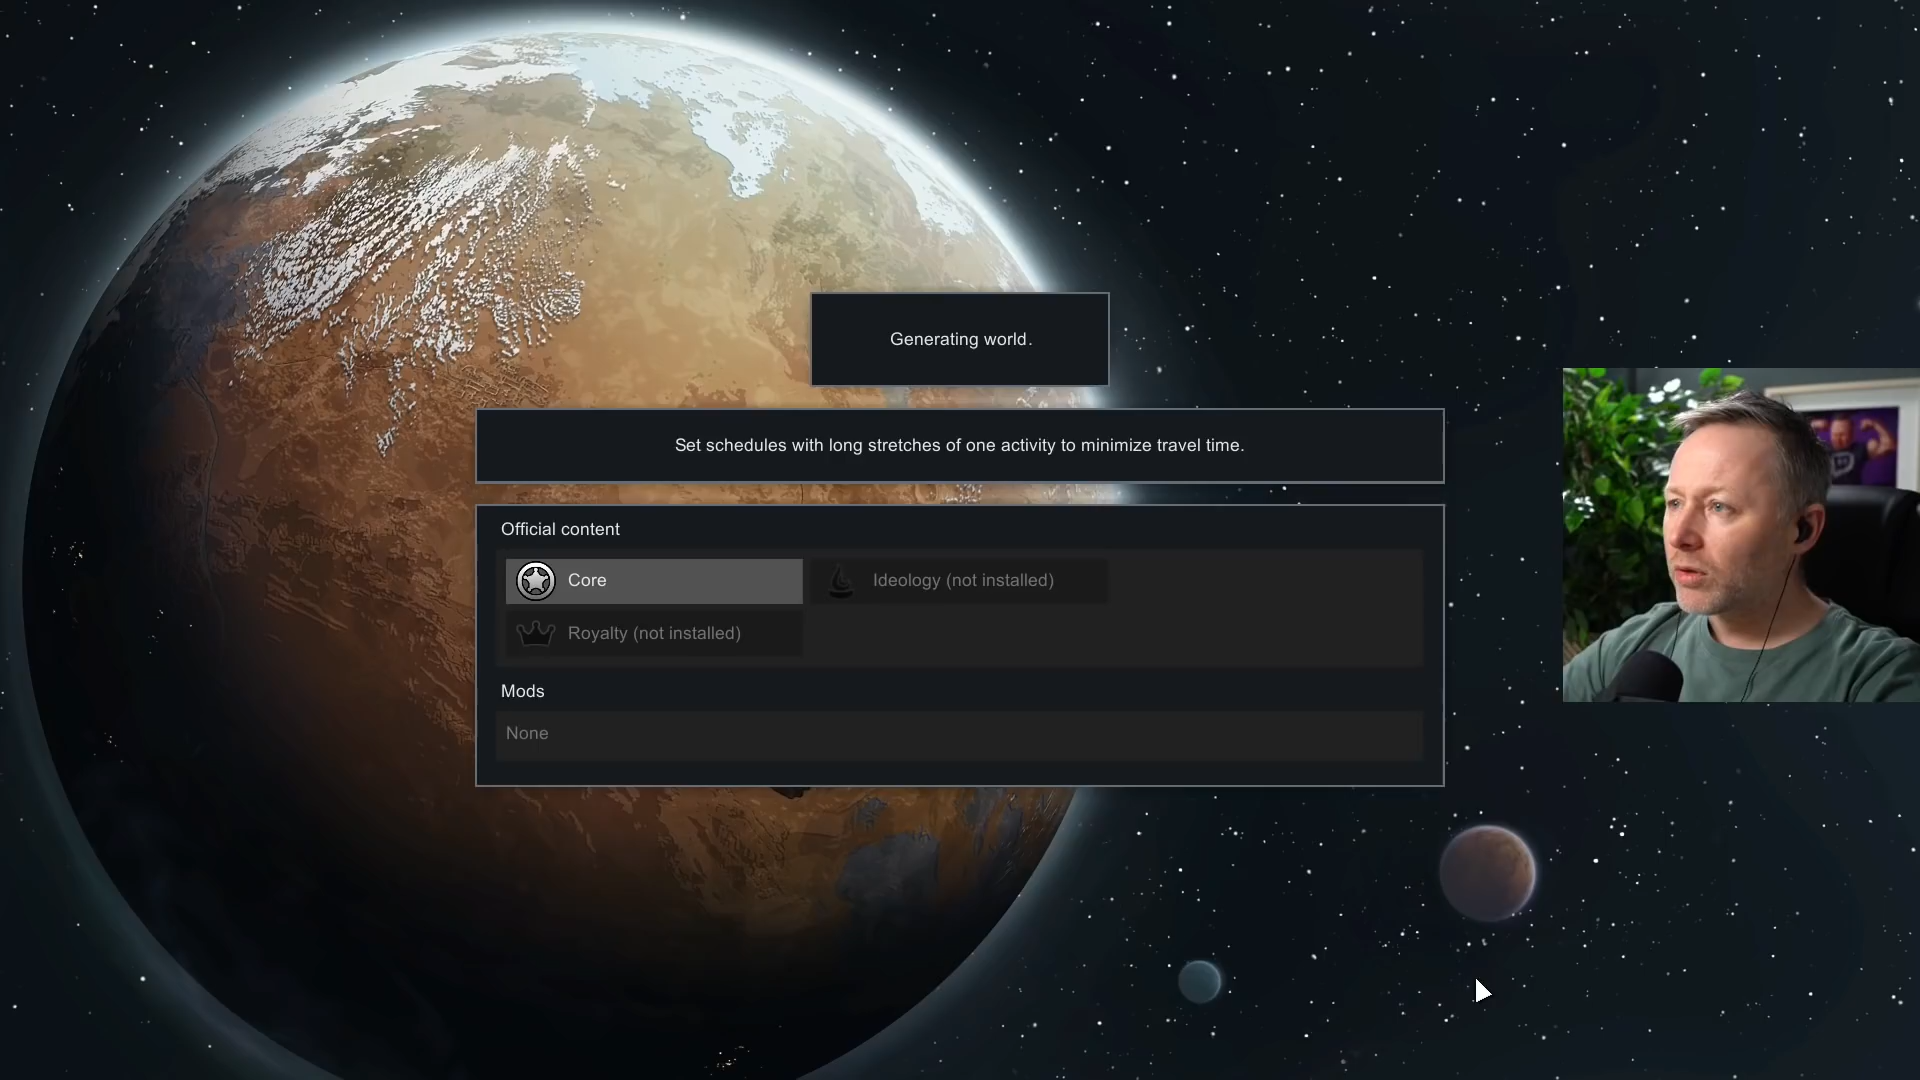 Generating world.
Set schedules with long stretches of one activity to minimize travel time.
Official content
Core
Ideology (not installed)
Royalty (not installed)
Mods
None